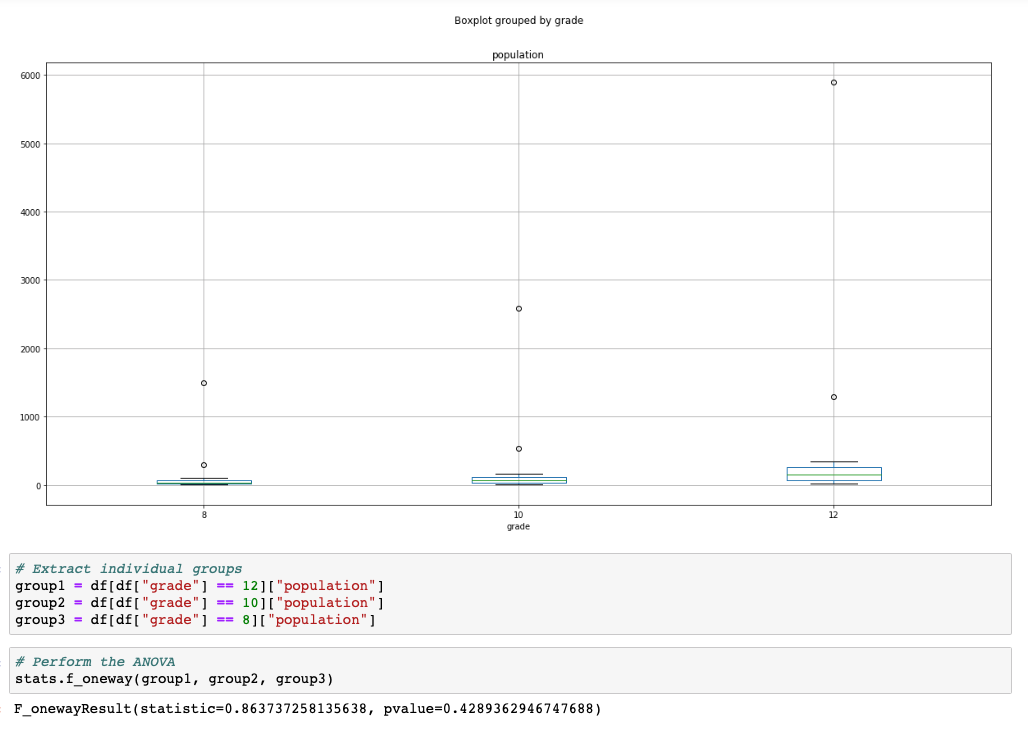 Boxplot grouped by grade
population
6000
5000
4000
3000
2000
1000
0
8 10 12
grade
# Extract individual groups
group1 = df[df["grade"] == 12]["population"]
group2 = df[df["grade"] == 10]["population"]
group3 = df[df["grade"] == 8]["population"]
# Perform the ANOVA
stats.f_oneway(group1, group2, group3)
F_onewayResult(statistic=0.863737258135638, pvalue=0.4289362946747688)